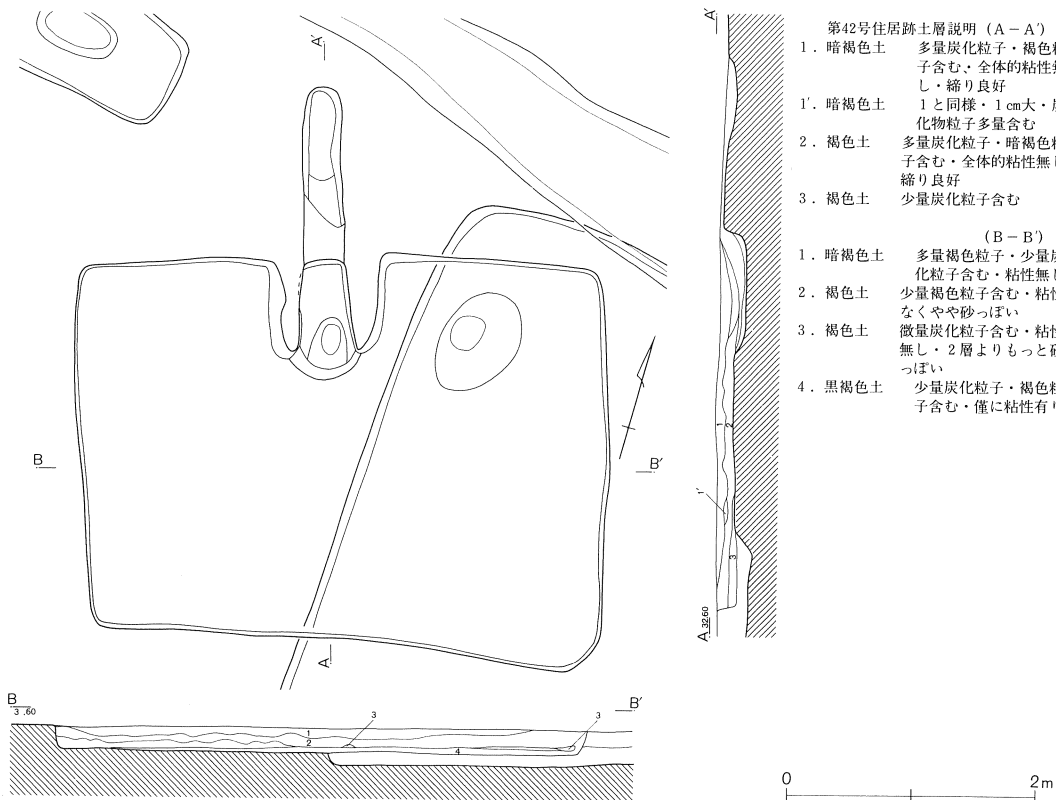 第42号住居跡土層説明 (A－A′)
1．暗褐色土　多量炭化粒子・褐色粒
子含む・全体的粘性無
し・締り良好
1′．暗褐色土　1と同様・1cm大・炭
化物粒子多量含む
2．褐色土　多量炭化粒子・暗褐色粒
子含む・全体的粘性無し
締り良好
3．褐色土　少量炭化粒子含む
(B－B′)
1．暗褐色土　多量褐色粒子・少量炭
化粒子含む・粘性無し
2．褐色土　少量褐色粒子含む・粘性
なくやや砂っぽい
3．褐色土　微量炭化粒子含む・粘性
無し・2層よりもっと砂
っぽい
4．黒褐色土　少量炭化粒子・褐色粒
子含む・僅に粘性有り
A′
A′
B
B′
A
1
2
1′
3
A 32.60
B
3 .60
B′
3
3
1
2
4
0
2m